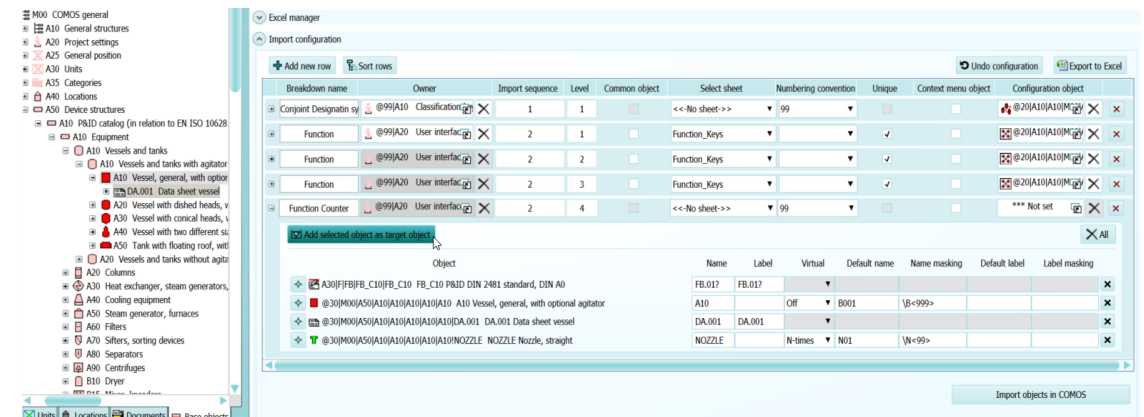 M00 COMOS general
A10 General structures
A20 Project settings
A25 General position
A30 Units
A35 Categories
A40 Locations
A50 Device structures
A10 P&ID catalog (in relation to EN ISO 10628
A10 Equipment
A10 Vessels and tanks
A10 Vessels and tanks with agitator
A10 Vessel, general, with option
DA.001 Data sheet vessel
A20 Vessel with dished heads, v
A30 Vessel with conical heads, v
A40 Vessel with two different siz
A50 Tank with floating roof, wit
A20 Vessels and tanks without agita
A20 Columns
A30 Heat exchanger, steam generators,
A40 Cooling equipment
A50 Steam generator, furnaces
A60 Filters
A70 Sifters, sorting devices
A80 Separators
A90 Centrifuges
B10 Dryer
Units Locations Documents Base objects
Excel manager
Import configuration
Add new row Sort rows Undo configuration Export to Excel
Breakdown name Owner Import sequence Level Common object Select sheet Numbering convention Unique Context menu object Configuration object
Conjoint Designatin sy @99|A10 Classification 1 1 <<-No sheet->> 99 @20|A10|A10|M
Function @99|A20 User interfac 2 1 Function_Keys @20|A10|A10|M
Function @99|A20 User interfac 2 2 Function_Keys @20|A10|A10|M
Function @99|A20 User interfac 2 3 Function_Keys @20|A10|A10|M
Function Counter @99|A20 User interfac 2 4 <<-No sheet->> 99 *** Not set
Add selected object as target object All
Object Name Label Virtual Default name Name masking Default label Label masking
A30|F|FB|FB_C10|FB_C10 FB_C10 P&ID DIN 2481 standard, DIN A0 FB.01? FB.01?
@30|M00|A50|A10|A10|A10|A10|A10 A10 Vessel, general, with optional agitator A10 Off B001 \B<999>
@30|M00|A50|A10|A10|A10|A10|A10|DA.001 DA.001 Data sheet vessel DA.001 DA.001
@30|M00|A50|A10|A10|A10|A10|A10!NOZZLE NOZZLE Nozzle, straight NOZZLE N-times N01 \N<99>
Import objects in COMOS